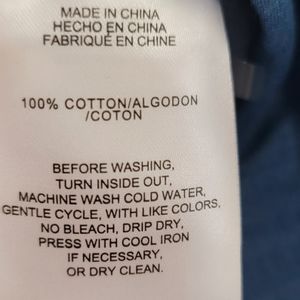 MADE IN CHINA
HECHO EN CHINA
FABRIQUÉ EN CHINE
100% COTTON/ALGODON
/COTON
BEFORE WASHING,
TURN INSIDE OUT,
MACHINE WASH COLD WATER,
GENTLE CYCLE, WITH LIKE COLORS,
NO BLEACH, DRIP DRY,
PRESS WITH COOL IRON
IF NECESSARY,
OR DRY CLEAN.